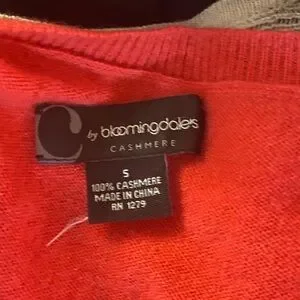 C by bloomingdale's
CASHMERE
S
100% CASHMERE
MADE IN CHINA
RN 1279